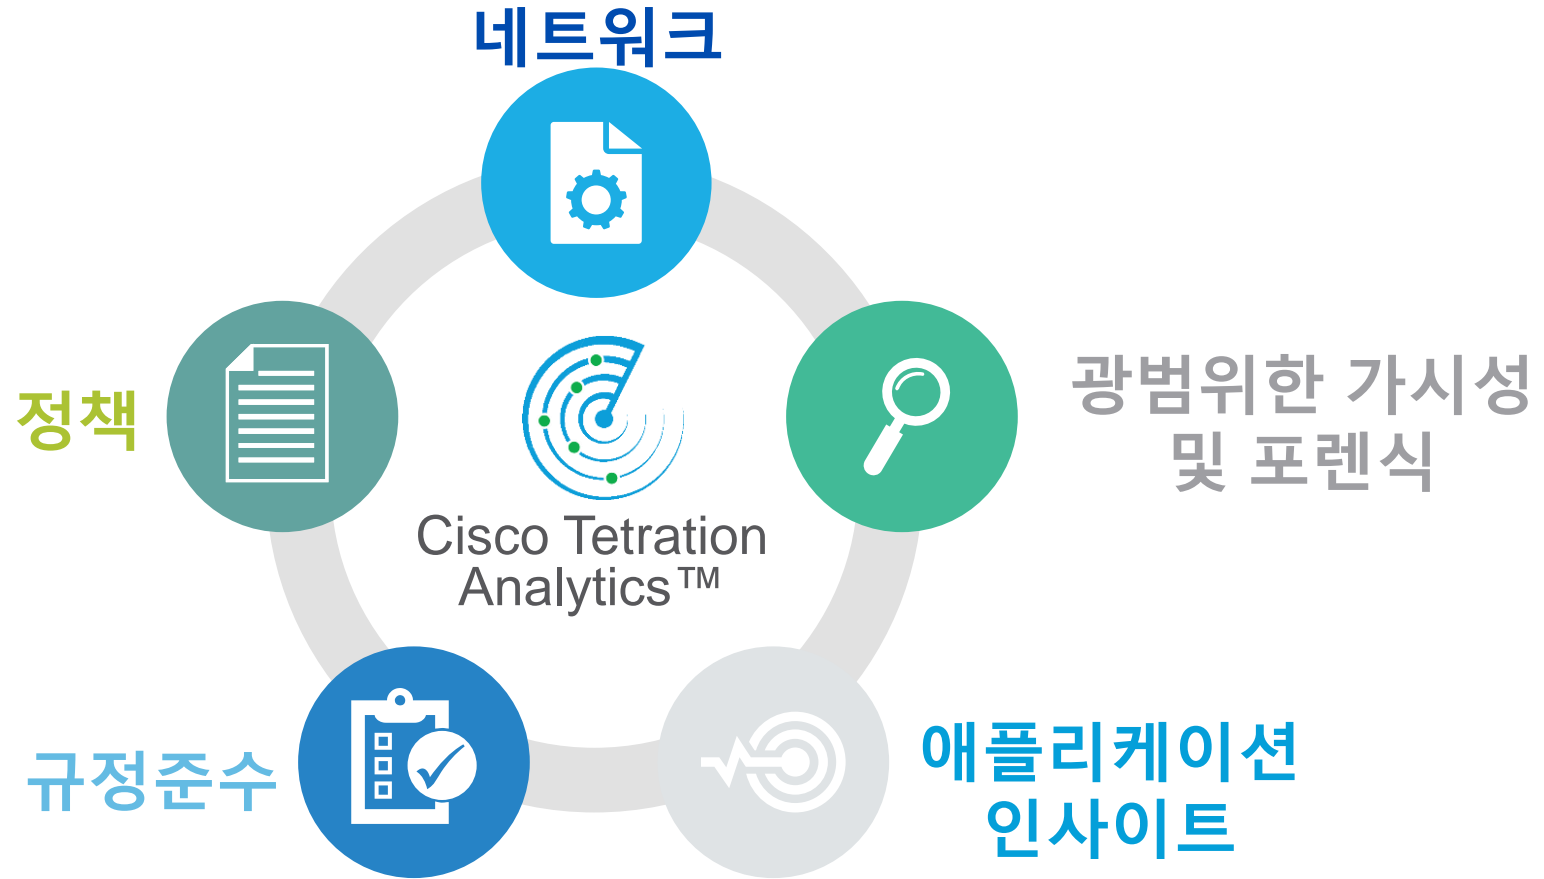 네트워크
광범위한 가시성
및 포렌식
정책
Cisco Tetration
Analytics™
규정준수
애플리케이션
인사이트